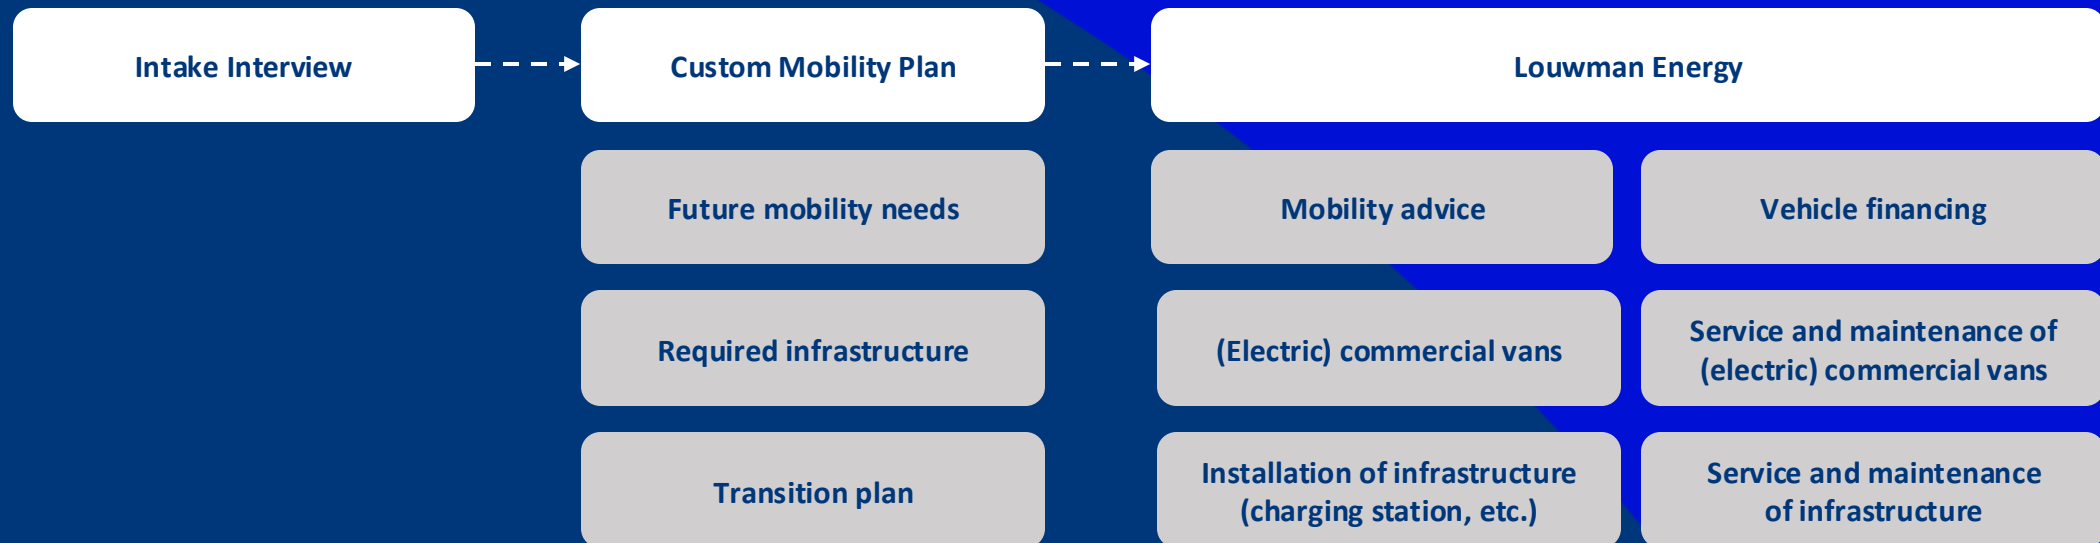 Intake Interview
Custom Mobility Plan
Louwman Energy
Future mobility needs
Mobility advice
Vehicle financing
Required infrastructure
(Electric) commercial vans
Service and maintenance of
(electric) commercial vans
Transition plan
Installation of infrastructure
(charging station, etc.)
Service and maintenance
of infrastructure